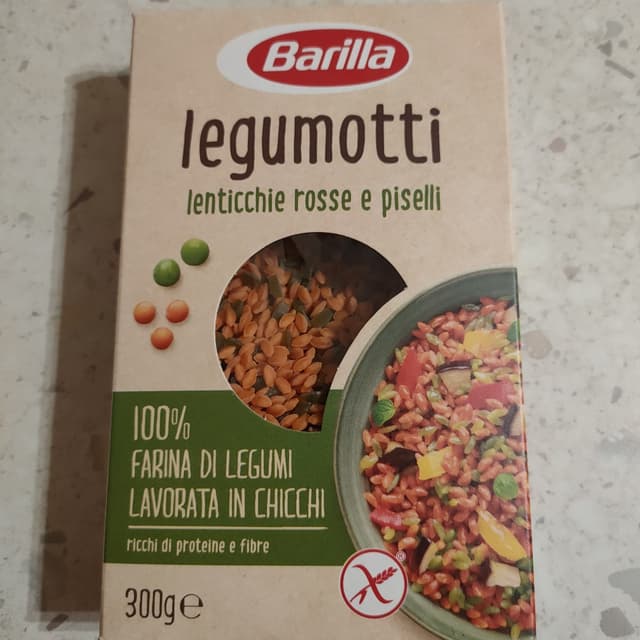 Barilla
legumotti
lenticchie rosse e piselli
100%
FARINA DI LEGUMI
LAVORATA IN CHICCHI
ricchi di proteine e fibre
300g ℮
®